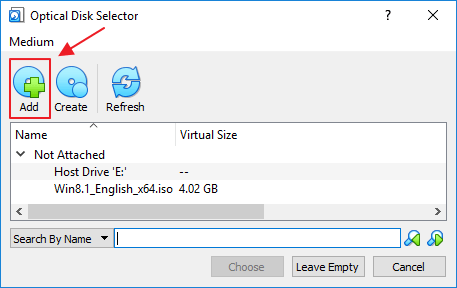 Optical Disk Selector
Medium
Add Create Refresh
Name Virtual Size
Not Attached
Host Drive 'E:' --
Win8.1_English_x64.iso 4.02 GB
Search By Name
Choose Leave Empty Cancel